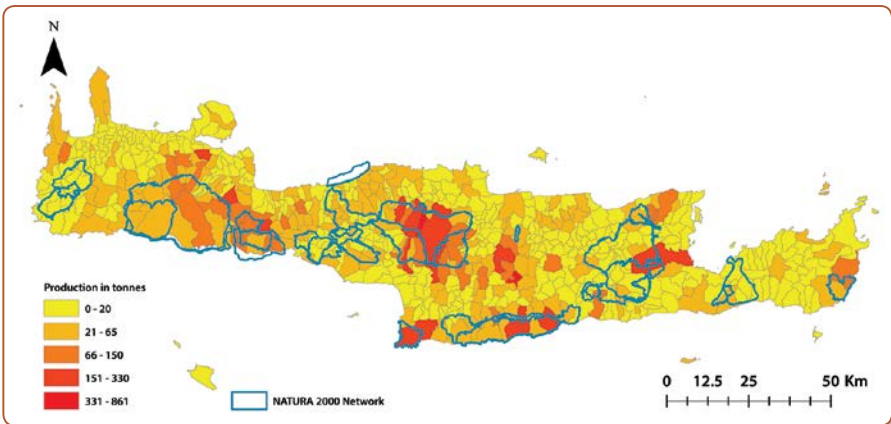 N
Production in tonnes
0 - 20
21 - 65
66 - 150
151 - 330
331 - 861
NATURA 2000 Network
0 12.5 25 50 Km